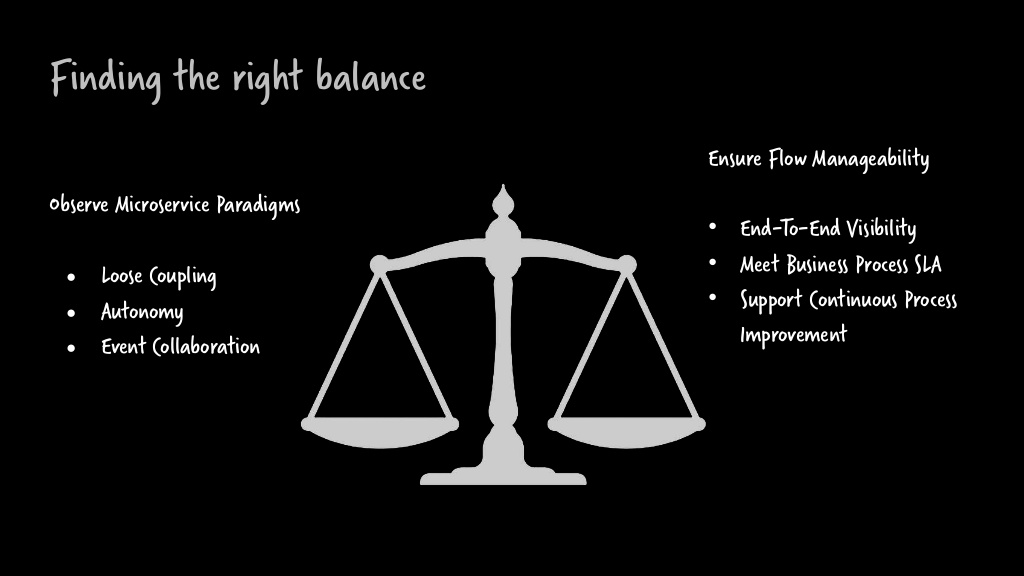 Finding the right balance
Observe Microservice Paradigms
• Loose Coupling
• Autonomy
• Event Collaboration
Ensure Flow Manageability
• End-To-End Visibility
• Meet Business Process SLA
• Support Continuous Process
Improvement